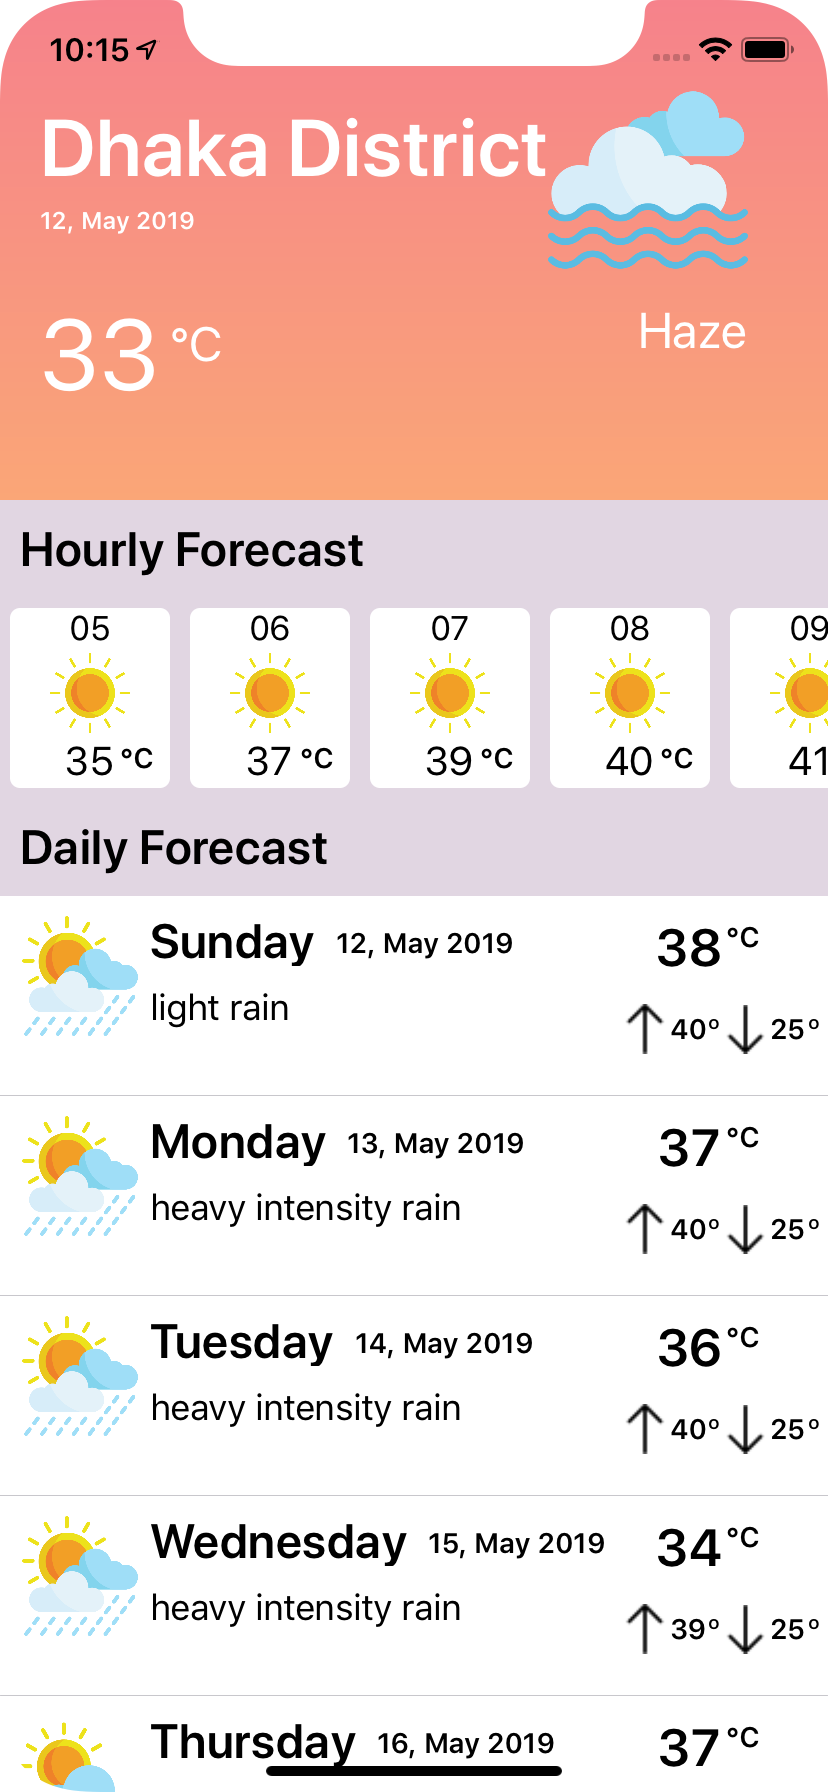 10:15
Dhaka District
12, May 2019
33 °C
Haze
Hourly Forecast
05 06 07 08 09
35 °C 37 °C 39 °C 40 °C 41
Daily Forecast
Sunday 12, May 2019 38 °C
light rain
↑ 40° ↓ 25°
Monday 13, May 2019 37 °C
heavy intensity rain
↑ 40° ↓ 25°
Tuesday 14, May 2019 36 °C
heavy intensity rain
↑ 40° ↓ 25°
Wednesday 15, May 2019 34 °C
heavy intensity rain
↑ 39° ↓ 25°
Thursday 16, May 2019 37 °C